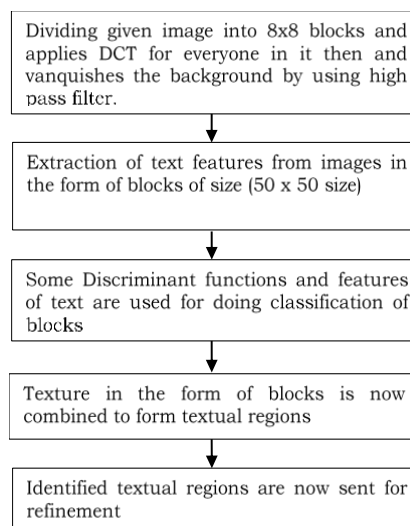 Dividing given image into 8x8 blocks and
applies DCT for everyone in it then and
vanquishes the background by using high
pass filter.
Extraction of text features from images in
the form of blocks of size (50 x 50 size)
Some Discriminant functions and features
of text are used for doing classification of
blocks
Texture in the form of blocks is now
combined to form textual regions
Identified textual regions are now sent for
refinement